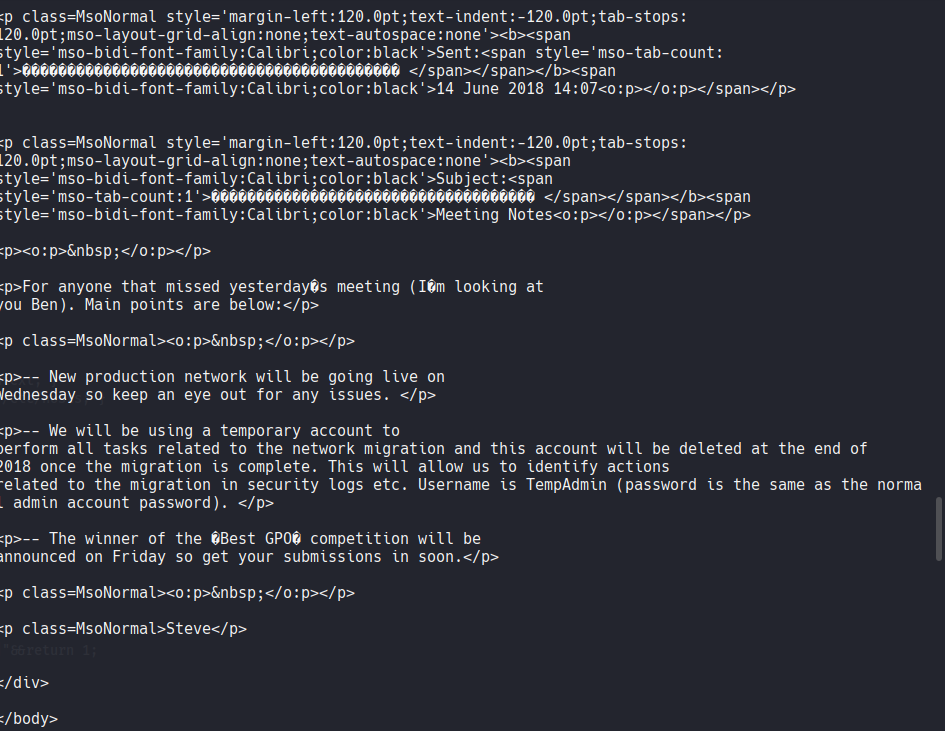 <p class=MsoNormal style='margin-left:120.0pt;text-indent:-120.0pt;tab-stops:
120.0pt;mso-layout-grid-align:none;text-autospace:none'><b><span
style='mso-bidi-font-family:Calibri;color:black'>Sent:<span style='mso-tab-count:
1'>������������������������������������������ </span></span></b><span
style='mso-bidi-font-family:Calibri;color:black'>14 June 2018 14:07<o:p></o:p></span></p>
<p class=MsoNormal style='margin-left:120.0pt;text-indent:-120.0pt;tab-stops:
120.0pt;mso-layout-grid-align:none;text-autospace:none'><b><span
style='mso-bidi-font-family:Calibri;color:black'>Subject:<span
style='mso-tab-count:1'>������������������������������������ </span></span></b><span
style='mso-bidi-font-family:Calibri;color:black'>Meeting Notes<o:p></o:p></span></p>
<p><o:p>&nbsp;</o:p></p>
<p>For anyone that missed yesterday�s meeting (I�m looking at
you Ben). Main points are below:</p>
<p class=MsoNormal><o:p>&nbsp;</o:p></p>
<p>-- New production network will be going live on
Wednesday so keep an eye out for any issues. </p>
<p>-- We will be using a temporary account to
perform all tasks related to the network migration and this account will be deleted at the end of
2018 once the migration is complete. This will allow us to identify actions
related to the migration in security logs etc. Username is TempAdmin (password is the same as the norma
l admin account password). </p>
<p>-- The winner of the �Best GPO� competition will be
announced on Friday so get your submissions in soon.</p>
<p class=MsoNormal><o:p>&nbsp;</o:p></p>
<p class=MsoNormal>Steve</p>
"&&return 1;
</div>
</body>